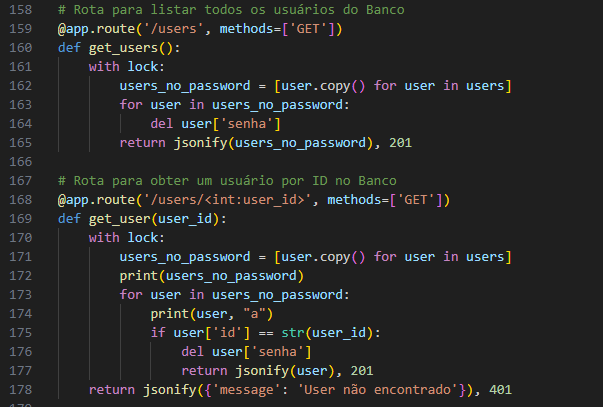 158 # Rota para listar todos os usuários do Banco
159 @app.route('/users', methods=['GET'])
160 def get_users():
161     with lock:
162         users_no_password = [user.copy() for user in users]
163         for user in users_no_password:
164             del user['senha']
165         return jsonify(users_no_password), 201
166
167 # Rota para obter um usuário por ID no Banco
168 @app.route('/users/<int:user_id>', methods=['GET'])
169 def get_user(user_id):
170     with lock:
171         users_no_password = [user.copy() for user in users]
172         print(users_no_password)
173         for user in users_no_password:
174             print(user, "a")
175             if user['id'] == str(user_id):
176                 del user['senha']
177                 return jsonify(user), 201
178     return jsonify({'message': 'User não encontrado'}), 401